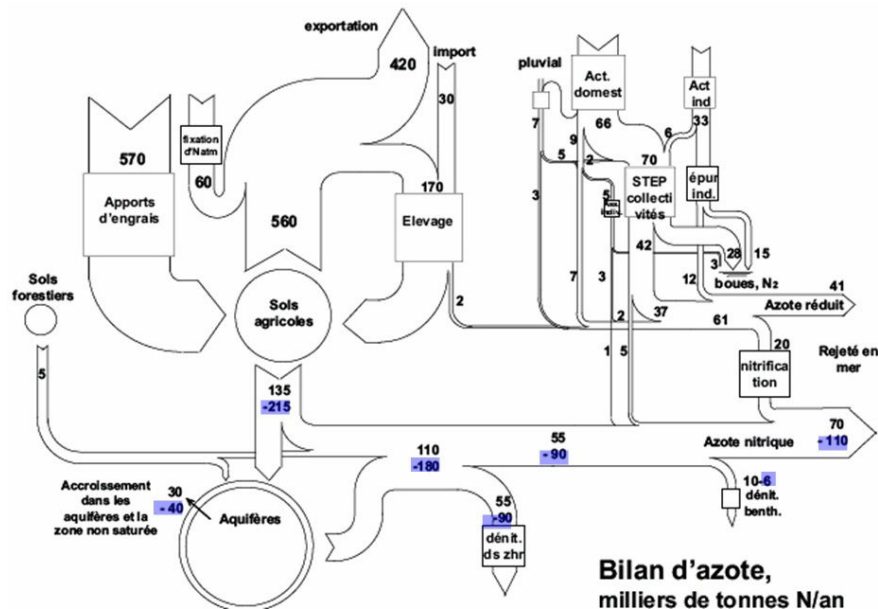 exportation
420
import
30
pluvial
Act.
domest
Act
ind
66
6
33
7
9
5
2
70
570
fixation
d'Natm
60
Apports
d'engrais
560
170
Elevage
STEP
collecti
vités
épur
ind.
5
42
28
15
3
boues, N₂
12
41
Azote réduit
Sols
forestiers
Sols
agricoles
2
3
7
3
2
37
61
1
5
20
nitrifica
tion
Rejeté en
mer
5
135
-215
70
-110
Azote nitrique
110
-180
55
-90
10-6
dénit.
benth.
Accroissement
dans les
aquifères et la
zone non saturée
30
- 40
Aquifères
55
-90
dénit.
ds zhr
Bilan d'azote,
milliers de tonnes N/an